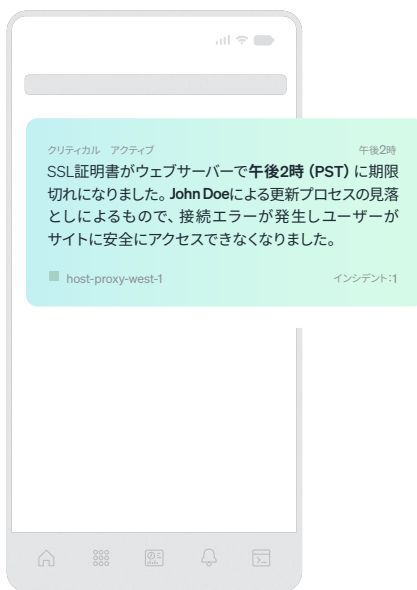 クリティカル アクティブ 午後2時
SSL証明書がウェブサーバーで午後2時（PST）に期限
切れになりました。John Doeによる更新プロセスの見落
としによるもので、接続エラーが発生しユーザーが
サイトに安全にアクセスできなくなりました。
host-proxy-west-1 インシデント：1